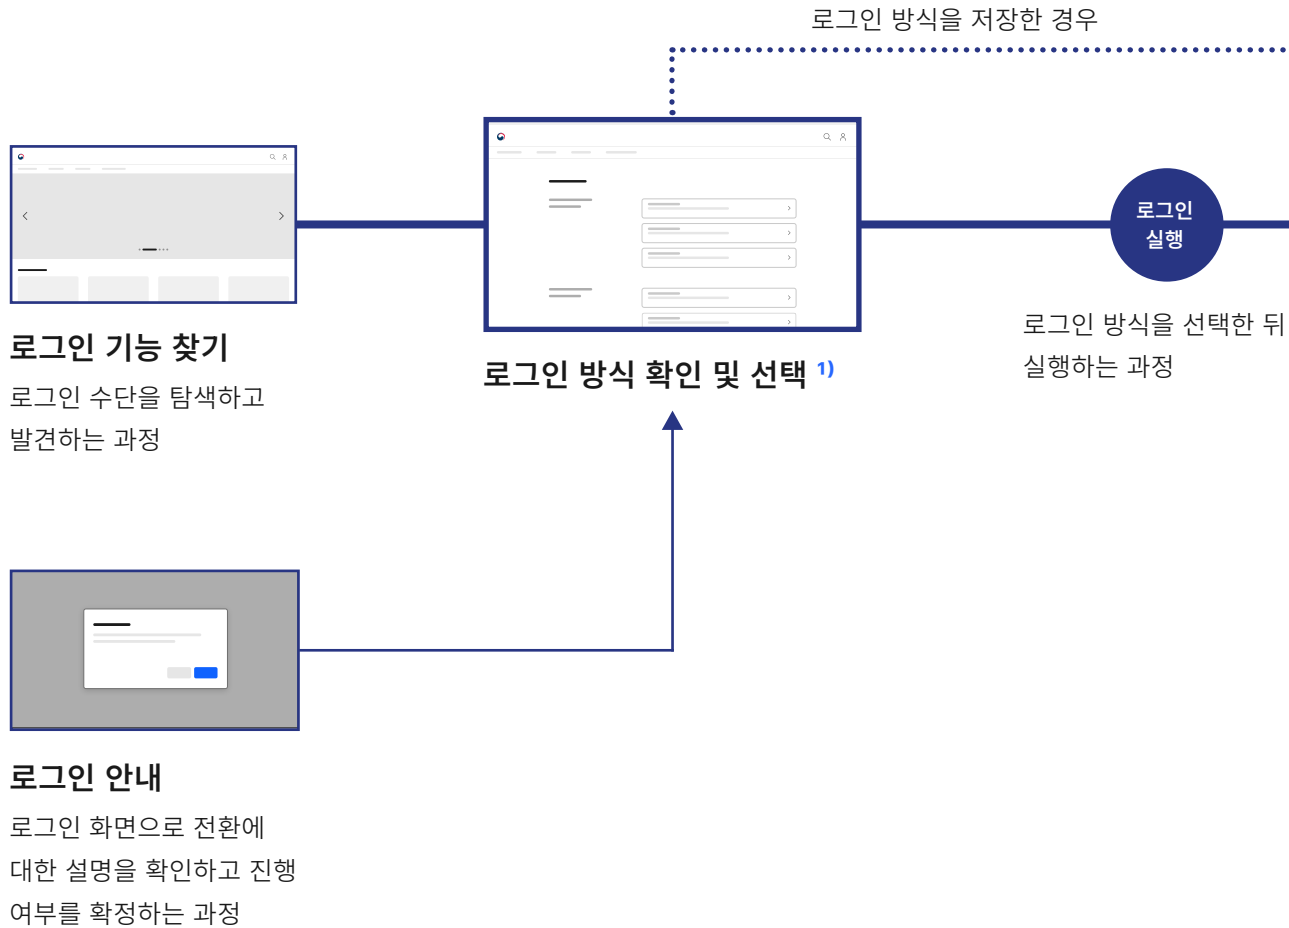 로그인 방식을 저장한 경우
로그인
실행
로그인 기능 찾기
로그인 수단을 탐색하고
발견하는 과정
로그인 방식 확인 및 선택 1)
로그인 방식을 선택한 뒤
실행하는 과정
로그인 안내
로그인 화면으로 전환에
대한 설명을 확인하고 진행
여부를 확정하는 과정